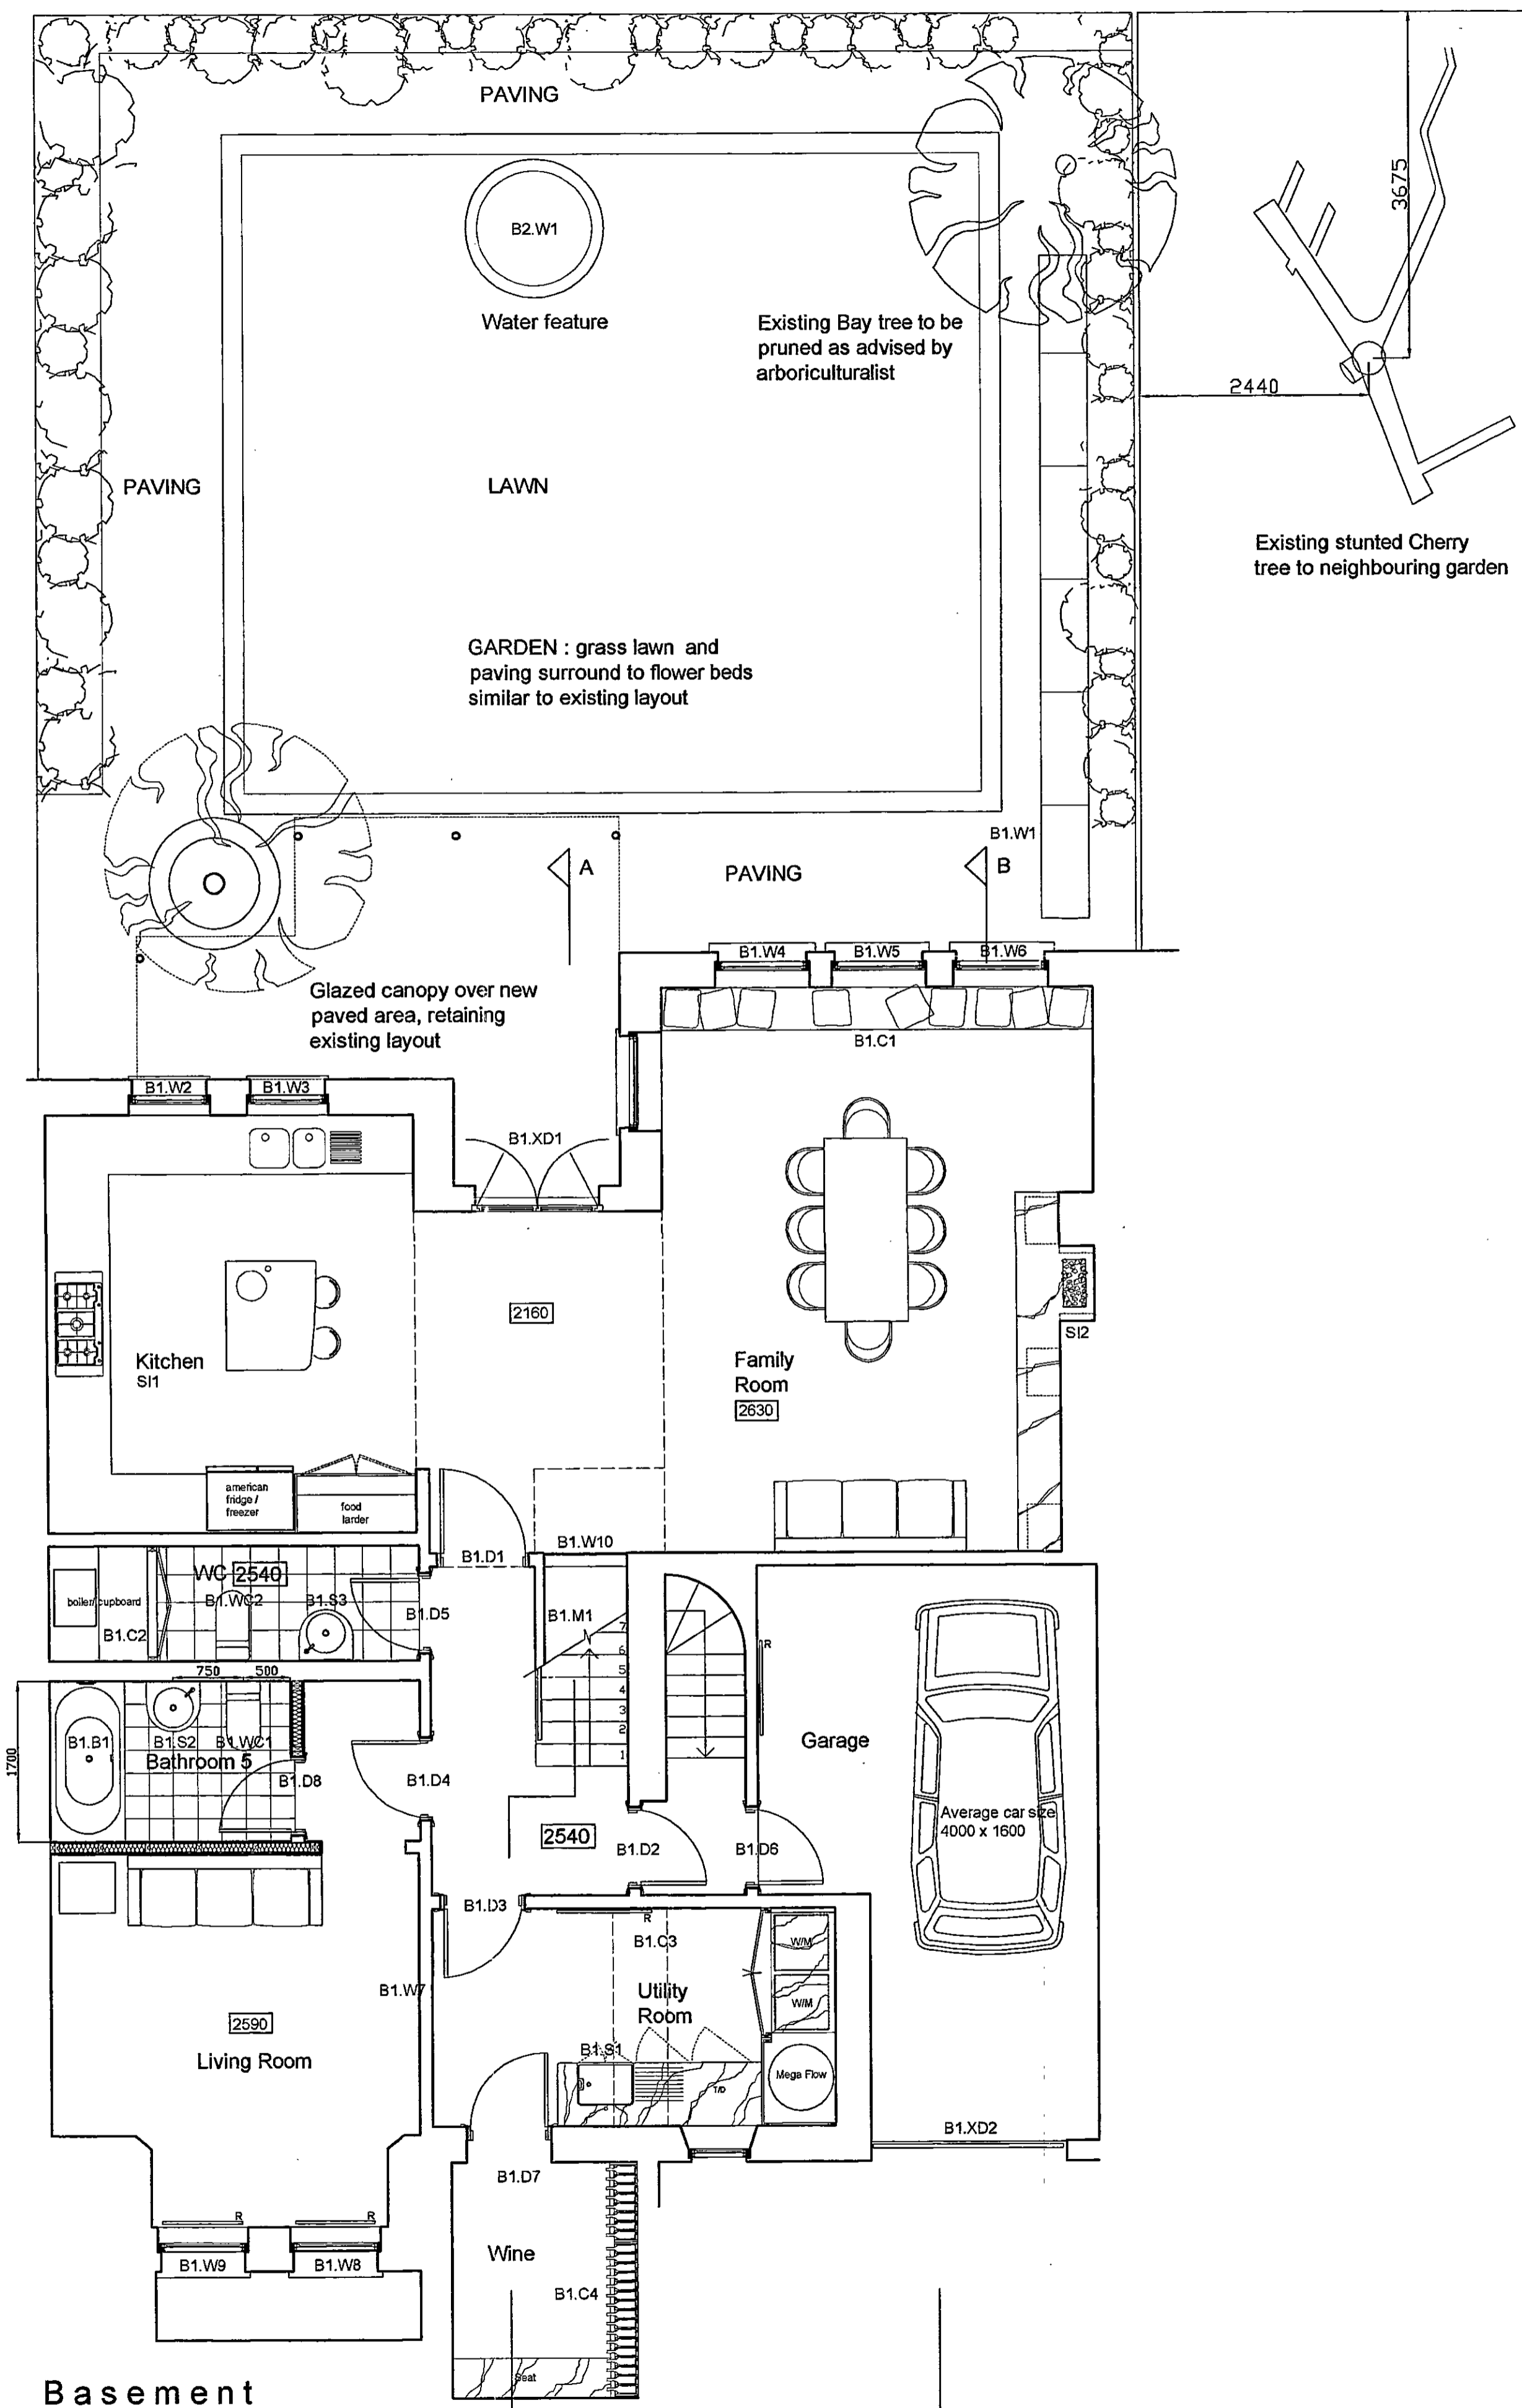 PAVING
3675
B2.W1
Water feature
Existing Bay tree to be
pruned as advised by
arboriculturalist
2440
PAVING
LAWN
Existing stunted Cherry
tree to neighbouring garden
GARDEN : grass lawn and
paving surround to flower beds
similar to existing layout
B1.W1
A
PAVING
B
B1.W4
B1.W5
B1.W6
Glazed canopy over new
paved area, retaining
existing layout
B1.C1
B1.W2
B1.W3
B1.XD1
2160
SI2
Kitchen
SI1
Family
Room
2630
american
fridge /
freezer
food
larder
B1.D1
B1.W10
WC 2540
boiler/cupboard
B1.WC2
B1.S3
B1.D5
B1.C2
B1.M1
7
6
5
4
3
2
1
R
750
500
1700
B1.B1
B1.S2
B1.WC1
Bathroom 5
B1.D8
B1.D4
Garage
Average car size
4000 x 1600
2540
B1.D2
B1.D6
B1.D3
R
B1.C3
W/M
W/M
B1.W7
Utility
Room
2590
Living Room
B1.S1
T/D
Mega Flow
B1.XD2
B1.D7
R
R
B1.W9
B1.W8
Wine
B1.C4
Seat
Basement